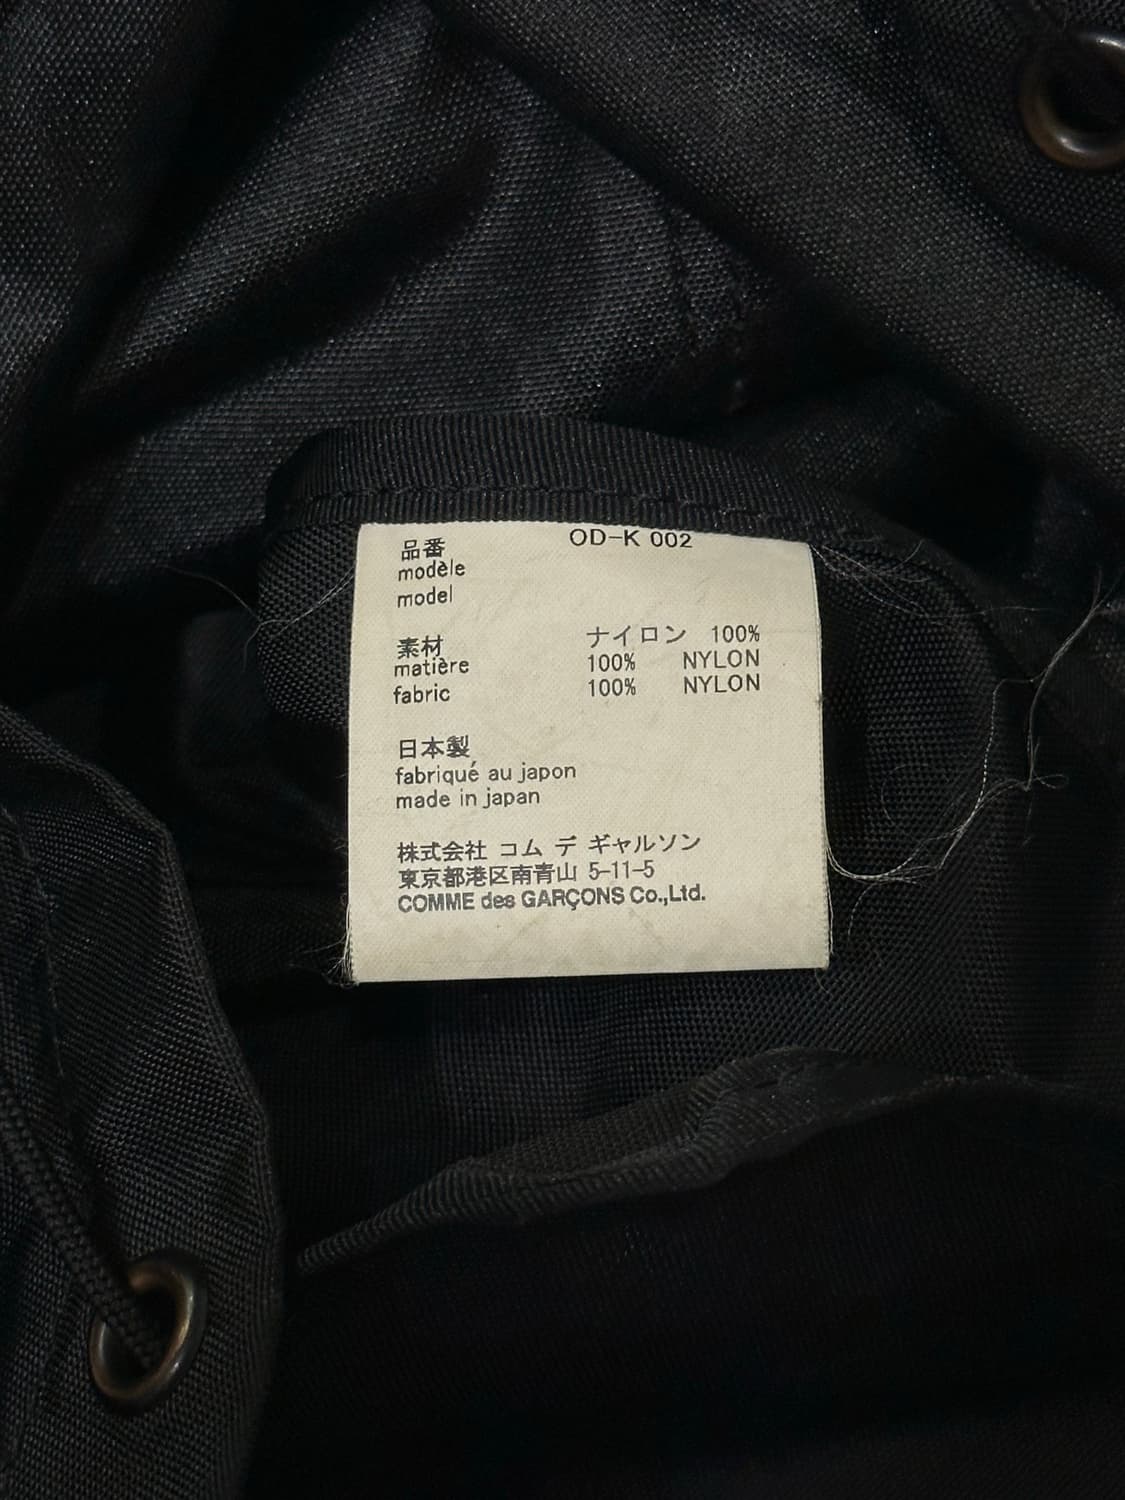 品番 OD-K 002
modèle
model
素材 ナイロン 100%
matière 100% NYLON
fabric 100% NYLON
日本製
fabriqué au japon
made in japan
株式会社 コム デ ギャルソン
東京都港区南青山 5-11-5
COMME des GARÇONS Co.,Ltd.